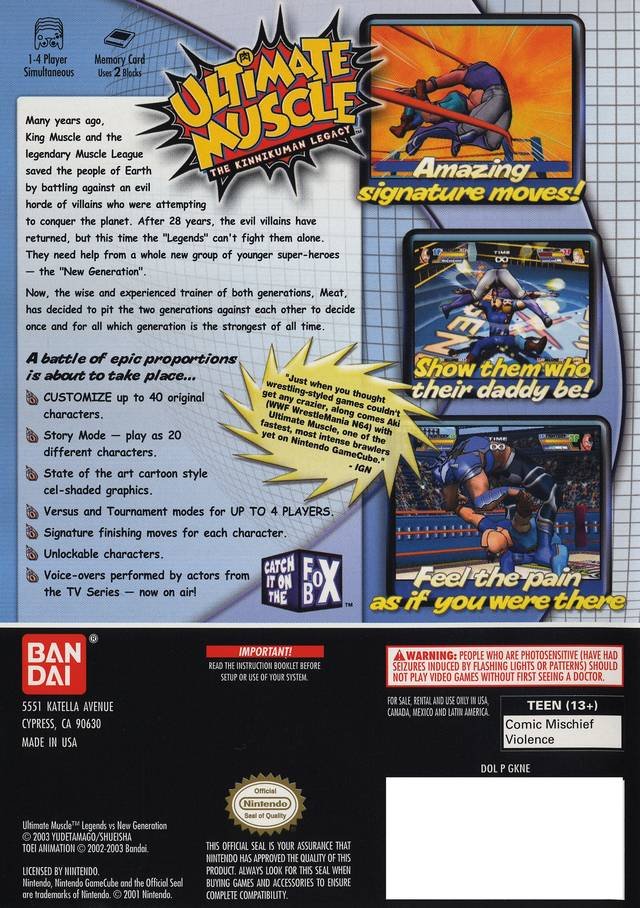 1-4 Player
Simultaneous
Memory Card
Uses 2 Blocks
ULTIMATE
MUSCLE
THE KINNIKUMAN LEGACY™
Many years ago,
King Muscle and the
legendary Muscle League
saved the people of Earth
by battling against an evil
horde of villains who were attempting
to conquer the planet. After 28 years, the evil villains have
returned, but this time the "Legends" can't fight them alone.
They need help from a whole new group of younger super-heroes
— the "New Generation".
Now, the wise and experienced trainer of both generations, Meat,
has decided to pit the two generations against each other to decide
once and for all which generation is the strongest of all time.
A battle of epic proportions
is about to take place...
CUSTOMIZE up to 40 original
characters.
Story Mode — play as 20
different characters.
State of the art cartoon style
cel-shaded graphics.
Versus and Tournament modes for UP TO 4 PLAYERS.
Signature finishing moves for each character.
Unlockable characters.
Voice-overs performed by actors from
the TV Series — now on air!
"Just when you thought
wrestling-styled games couldn't
get any crazier, along comes Aki
(WWF WrestleMania N64) with
Ultimate Muscle, one of the
fastest, most intense brawlers
yet on Nintendo GameCube."
- IGN
CATCH
IT ON
THE
FOX
BOX
™
Amazing
signature moves!
TIME
Show them who
their daddy be!
TIME
Feel the pain
as if you were there
BAN
DAI
®
5551 KATELLA AVENUE
CYPRESS, CA 90630
MADE IN USA
IMPORTANT!
READ THE INSTRUCTION BOOKLET BEFORE
SETUP OR USE OF YOUR SYSTEM.
WARNING: PEOPLE WHO ARE PHOTOSENSITIVE (HAVE HAD
SEIZURES INDUCED BY FLASHING LIGHTS OR PATTERNS) SHOULD
NOT PLAY VIDEO GAMES WITHOUT FIRST SEEING A DOCTOR.
FOR SALE, RENTAL AND USE ONLY IN USA,
CANADA, MEXICO AND LATIN AMERICA.
TEEN (13+)
Comic Mischief
Violence
DOL P GKNE
Official
Nintendo
Seal of Quality
THIS OFFICIAL SEAL IS YOUR ASSURANCE THAT
NINTENDO HAS APPROVED THE QUALITY OF THIS
PRODUCT. ALWAYS LOOK FOR THIS SEAL WHEN
BUYING GAMES AND ACCESSORIES TO ENSURE
COMPLETE COMPATIBILITY.
Ultimate Muscle™ Legends vs New Generation
© 2003 YUDETAMAGO/SHUEISHA
TOEI ANIMATION © 2002-2003 Bandai.
LICENSED BY NINTENDO.
Nintendo, Nintendo GameCube and the Official Seal
are trademarks of Nintendo. © 2001 Nintendo.